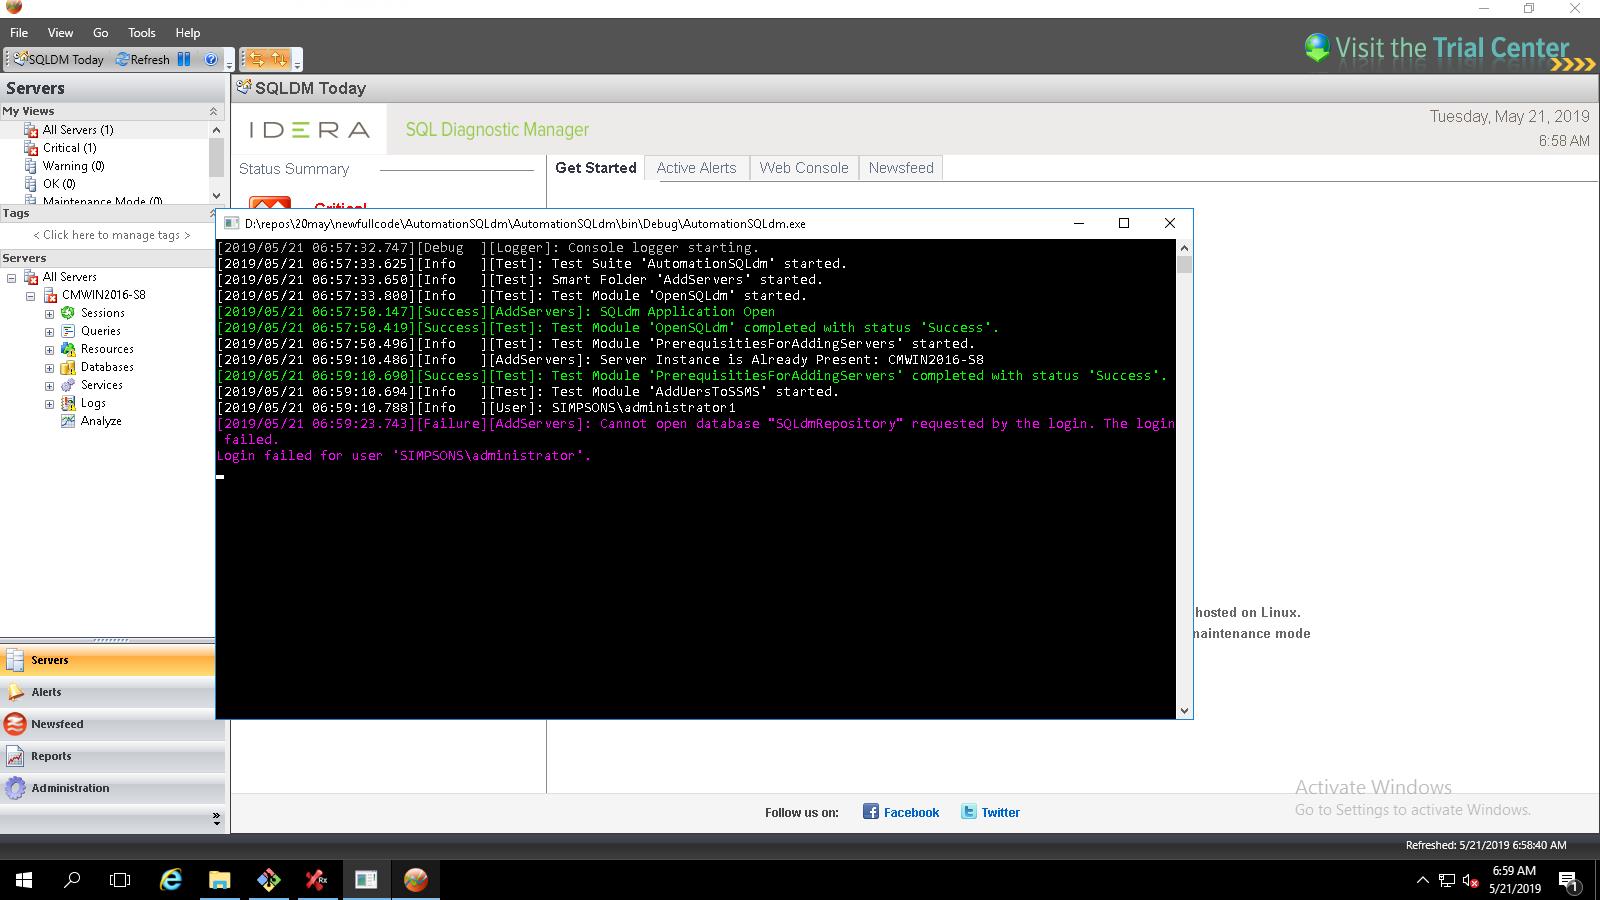 File View Go Tools Help
SQLDM Today Refresh
Visit the Trial Center
Servers
My Views
All Servers (1)
Critical (1)
Warning (0)
OK (0)
Maintenance Mode (0)
Tags
< Click here to manage tags >
Servers
All Servers
CMWIN2016-S8
Sessions
Queries
Resources
Databases
Services
Logs
Analyze
Servers
Alerts
Newsfeed
Reports
Administration
SQLDM Today
IDERA SQL Diagnostic Manager
Tuesday, May 21, 2019
6:58 AM
Status Summary
Critical
Get Started Active Alerts Web Console Newsfeed
D:\repos\20may\newfullcode\AutomationSQLdm\AutomationSQLdm\bin\Debug\AutomationSQLdm.exe
[2019/05/21 06:57:32.747][Debug  ][Logger]: Console logger starting.
[2019/05/21 06:57:33.625][Info   ][Test]: Test Suite 'AutomationSQLdm' started.
[2019/05/21 06:57:33.650][Info   ][Test]: Smart Folder 'AddServers' started.
[2019/05/21 06:57:33.800][Info   ][Test]: Test Module 'OpenSQLdm' started.
[2019/05/21 06:57:50.147][Success][AddServers]: SQLdm Application Open
[2019/05/21 06:57:50.419][Success][Test]: Test Module 'OpenSQLdm' completed with status 'Success'.
[2019/05/21 06:57:50.496][Info   ][Test]: Test Module 'PrerequisitiesForAddingServers' started.
[2019/05/21 06:59:10.486][Info   ][AddServers]: Server Instance is Already Present: CMWIN2016-S8
[2019/05/21 06:59:10.690][Success][Test]: Test Module 'PrerequisitiesForAddingServers' completed with status 'Success'.
[2019/05/21 06:59:10.694][Info   ][Test]: Test Module 'AddUersToSSMS' started.
[2019/05/21 06:59:10.788][Info   ][User]: SIMPSONS\administrator1
[2019/05/21 06:59:23.743][Failure][AddServers]: Cannot open database "SQLdmRepository" requested by the login. The login
failed.
Login failed for user 'SIMPSONS\administrator'.
hosted on Linux.
maintenance mode
Follow us on: Facebook Twitter
Activate Windows
Go to Settings to activate Windows.
Refreshed: 5/21/2019 6:58:40 AM
6:59 AM
5/21/2019
1